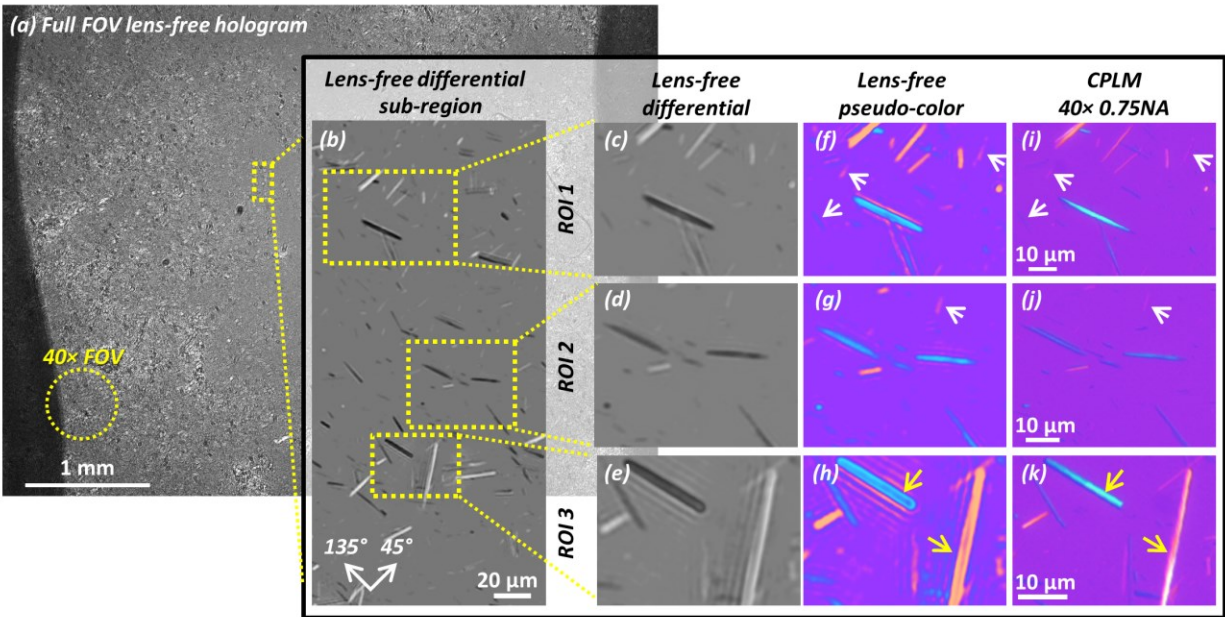 (a) Full FOV lens-free hologram
40× FOV
1 mm
Lens-free differential
sub-region
(b)
135° 45°
20 μm
ROI 1
ROI 2
ROI 3
Lens-free
differential
(c)
(d)
(e)
Lens-free
pseudo-color
(f)
(g)
(h)
CPLM
40× 0.75NA
(i)
10 μm
(j)
10 μm
(k)
10 μm